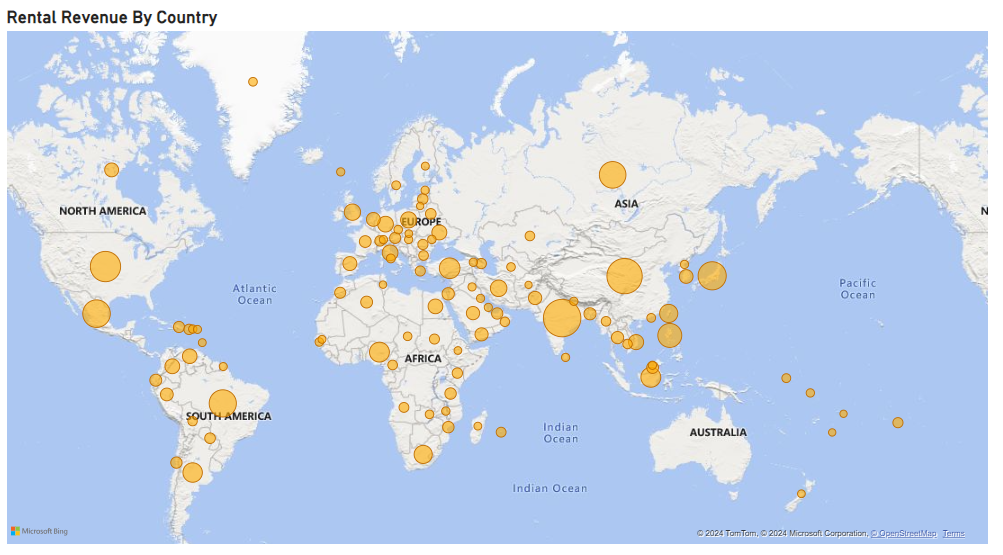 Rental Revenue By Country
NORTH AMERICA
ASIA
N
EUROPE
Atlantic
Ocean
Pacific
Ocean
AFRICA
SOUTH AMERICA
Indian
Ocean
AUSTRALIA
Indian Ocean
Microsoft Bing
© 2024 TomTom, © 2024 Microsoft Corporation, © OpenStreetMap Terms